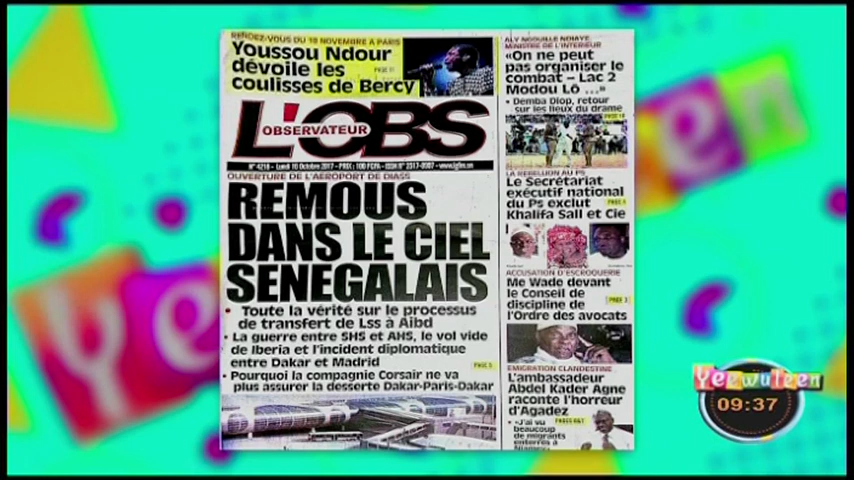 RENDEZ-VOUS DU 18 NOVEMBRE A PARIS
Youssou Ndour
dévoile les
coulisses de Bercy
L'OBS
OBSERVATEUR
OUVERTURE DE L'AEROPORT DE DIASS
REMOUS
DANS LE CIEL
SENEGALAIS
• Toute la vérité sur le processus
de transfert de Lss à Aibd
• La guerre entre SHS et AHS, le vol vide
de Iberia et l'incident diplomatique
entre Dakar et Madrid
• Pourquoi la compagnie Corsair ne va
plus assurer la desserte Dakar-Paris-Dakar
ALY NGOUILLE NDIAYE,
MINISTRE DE L'INTERIEUR
«On ne peut
pas organiser le
combat – Lac 2
Modou Lô ...»
• Demba Diop, retour
sur les lieux du drame
LA REBELLION AU PS
Le Secrétariat
exécutif national
du Ps exclut
Khalifa Sall et Cie
ACCUSATION D'ESCROQUERIE
Me Wade devant
le Conseil de
discipline de
l'Ordre des avocats
EMIGRATION CLANDESTINE
L'ambassadeur
Abdel Kader Agne
raconte l'horreur
d'Agadez
«J'ai vu
beaucoup
de migrants
enterrés à
Yeewuleen
09:37
Ye
en